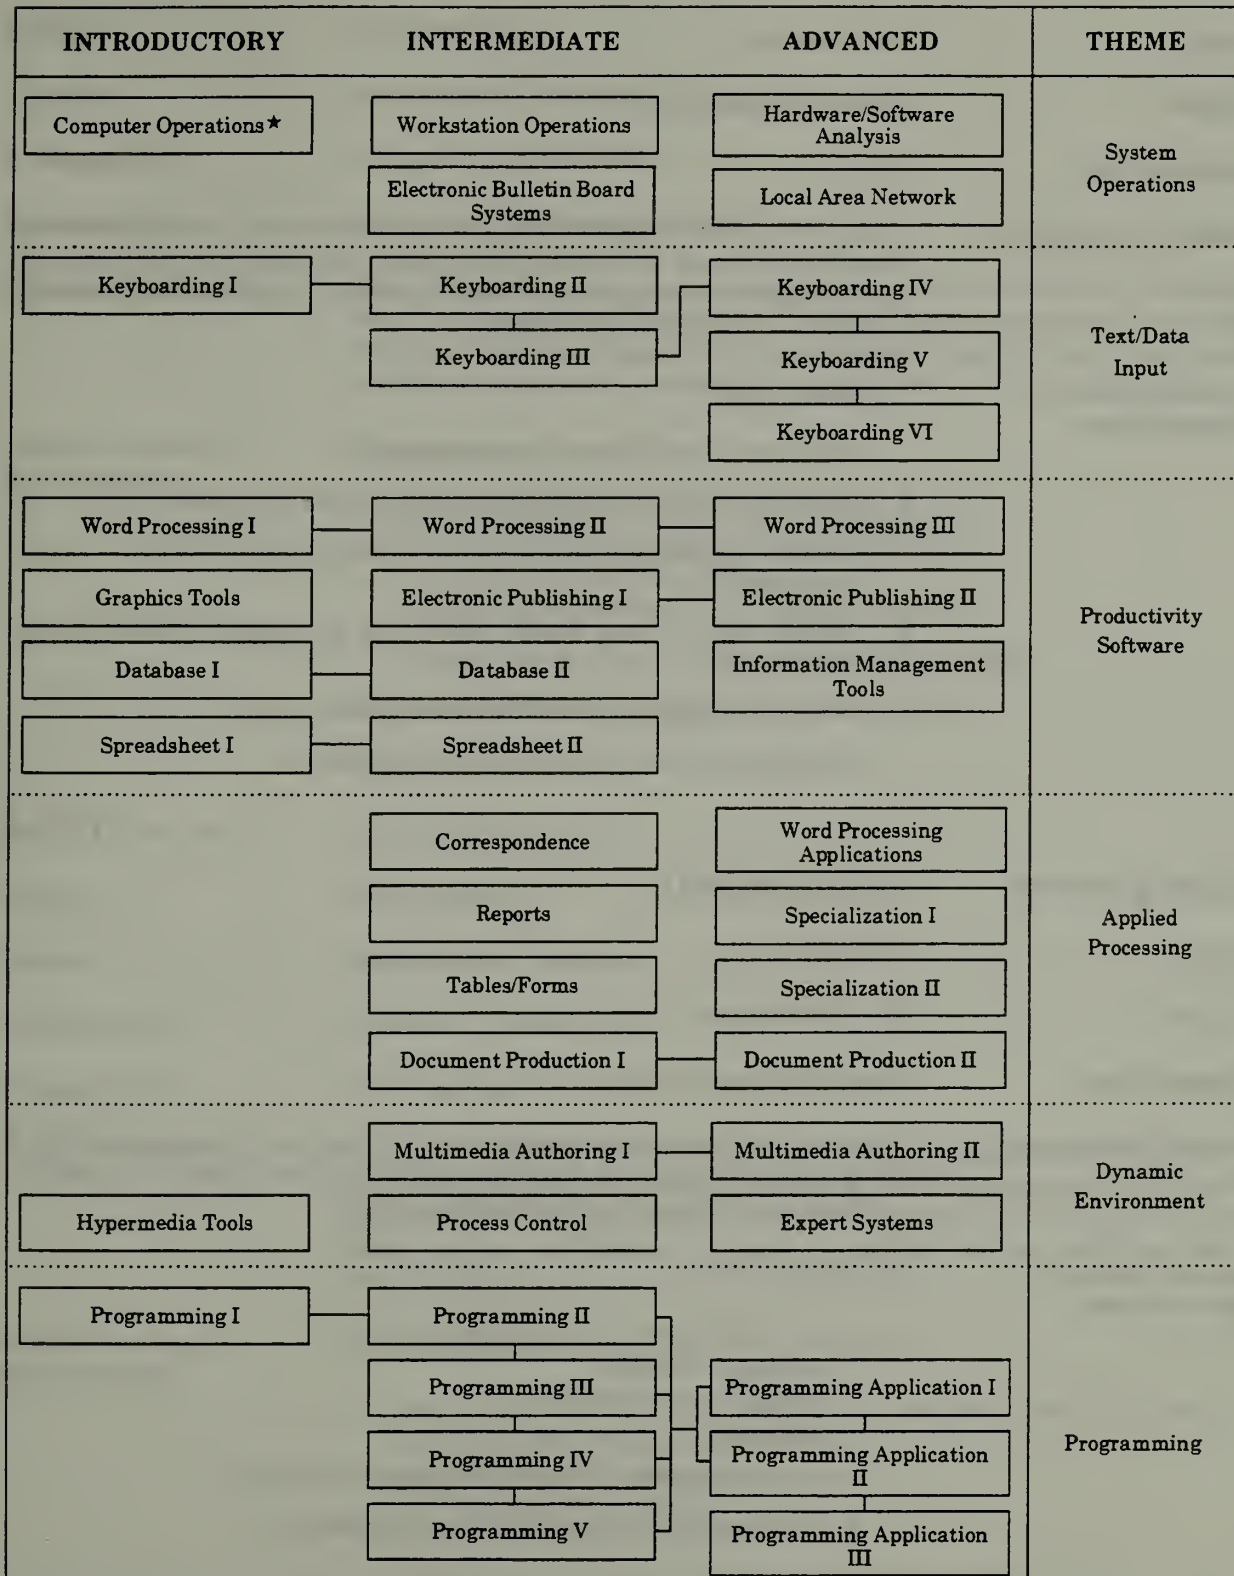 INTRODUCTORY INTERMEDIATE ADVANCED THEME
Computer Operations★ Workstation Operations Hardware/Software
Analysis
System
Operations
Electronic Bulletin Board
Systems
Local Area Network
Keyboarding I Keyboarding II Keyboarding IV
Keyboarding III Keyboarding V
Text/Data
Input
Keyboarding VI
Word Processing I Word Processing II Word Processing III
Graphics Tools Electronic Publishing I Electronic Publishing II
Productivity
Software
Database I Database II Information Management
Tools
Spreadsheet I Spreadsheet II
Correspondence Word Processing
Applications
Reports Specialization I
Applied
Processing
Tables/Forms Specialization II
Document Production I Document Production II
Multimedia Authoring I Multimedia Authoring II
Dynamic
Environment
Hypermedia Tools Process Control Expert Systems
Programming I Programming II
Programming III Programming Application I
Programming
Programming IV Programming Application
II
Programming V Programming Application
III